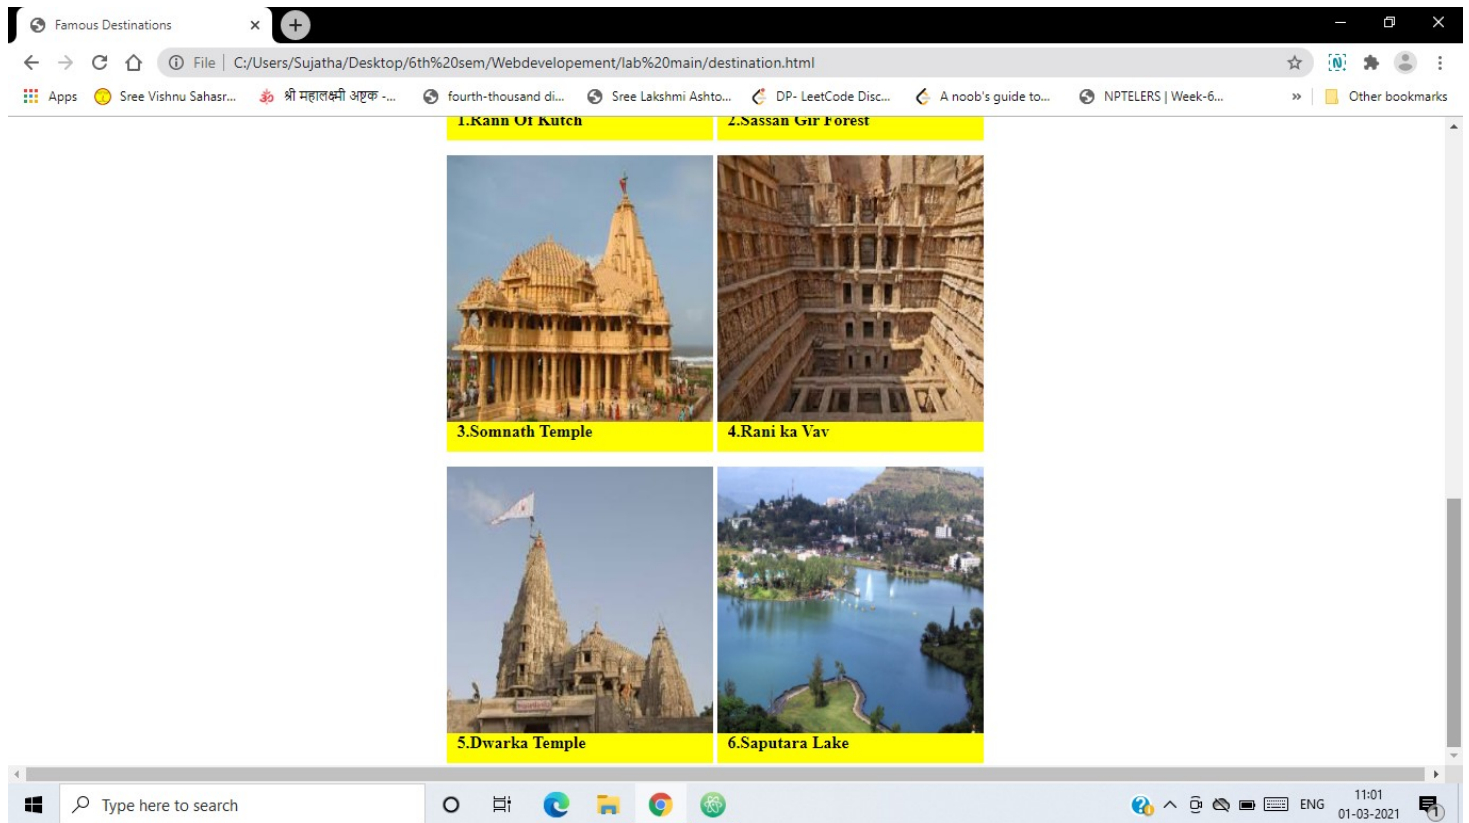 Famous Destinations
File | C:/Users/Sujatha/Desktop/6th%20sem/Webdevelopement/lab%20main/destination.html
Apps Sree Vishnu Sahasr... श्री महालक्ष्मी अष्टक -... fourth-thousand di... Sree Lakshmi Ashto... DP- LeetCode Disc... A noob's guide to... NPTELERS | Week-6... » Other bookmarks
1.Rann Of Kutch 2.Sassan Gir Forest
3.Somnath Temple 4.Rani ka Vav
5.Dwarka Temple 6.Saputara Lake
Type here to search
ENG
11:01
01-03-2021
1